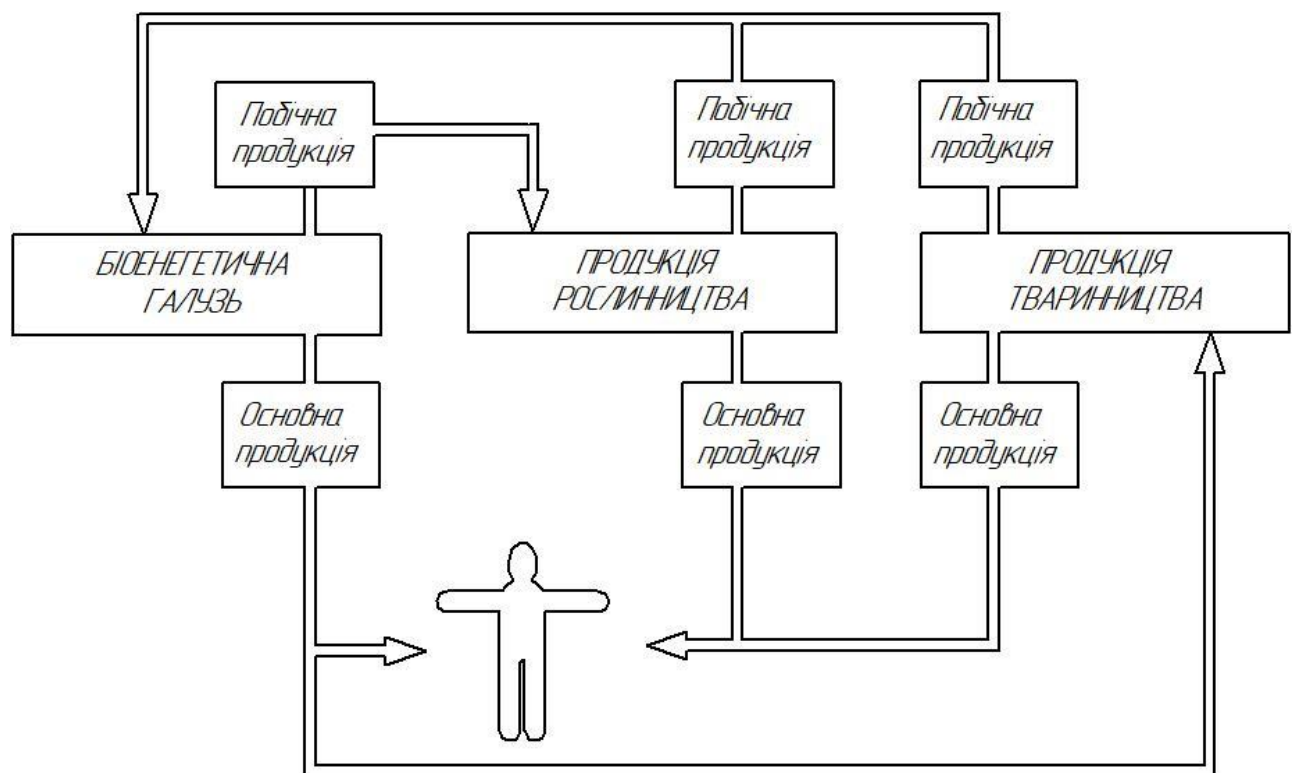 Побічна
продукція
Побічна
продукція
Побічна
продукція
БІОЕНЕГЕТИЧНА
ГАЛУЗЬ
ПРОДУКЦІЯ
РОСЛИННИЦТВА
ПРОДУКЦІЯ
ТВАРИННИЦТВА
Основна
продукція
Основна
продукція
Основна
продукція